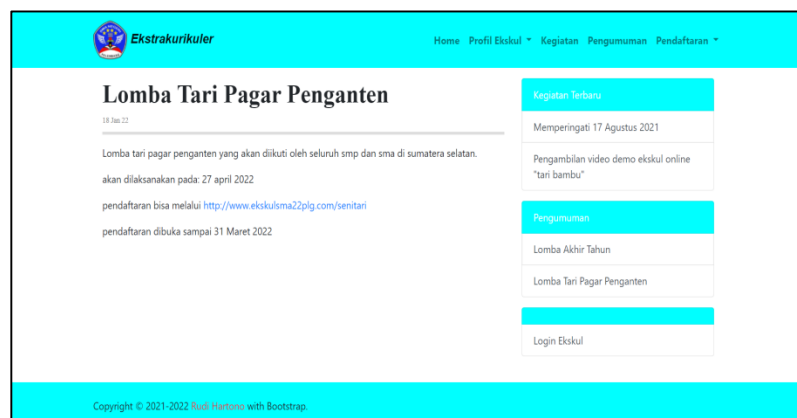 Ekstrakurikuler
Home Profil Ekskul Kegiatan Pengumuman Pendaftaran
Lomba Tari Pagar Penganten
18 Jan 22
Lomba tari pagar penganten yang akan diikuti oleh seluruh smp dan sma di sumatera selatan.
akan dilaksanakan pada: 27 april 2022
pendaftaran bisa melalui http://www.ekskulsma22plg.com/senitari
pendaftaran dibuka sampai 31 Maret 2022
Kegiatan Terbaru
Memperingati 17 Agustus 2021
Pengambilan video demo ekskul online
"tari bambu"
Pengumuman
Lomba Akhir Tahun
Lomba Tari Pagar Penganten
Login Ekskul
Copyright © 2021-2022 Rudi Hartono with Bootstrap.